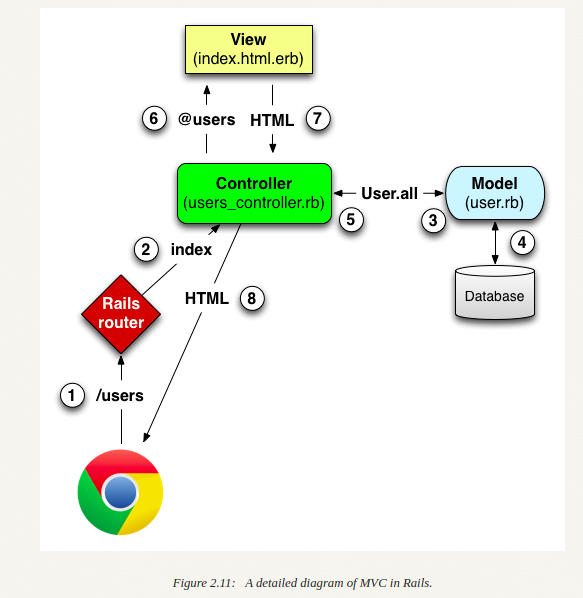 View
(index.html.erb)
6 @users HTML 7
Controller
(users_controller.rb)
User.all
Model
(user.rb)
5
3
2 index
4
Database
Rails
router
HTML 8
1 /users
Figure 2.11: A detailed diagram of MVC in Rails.